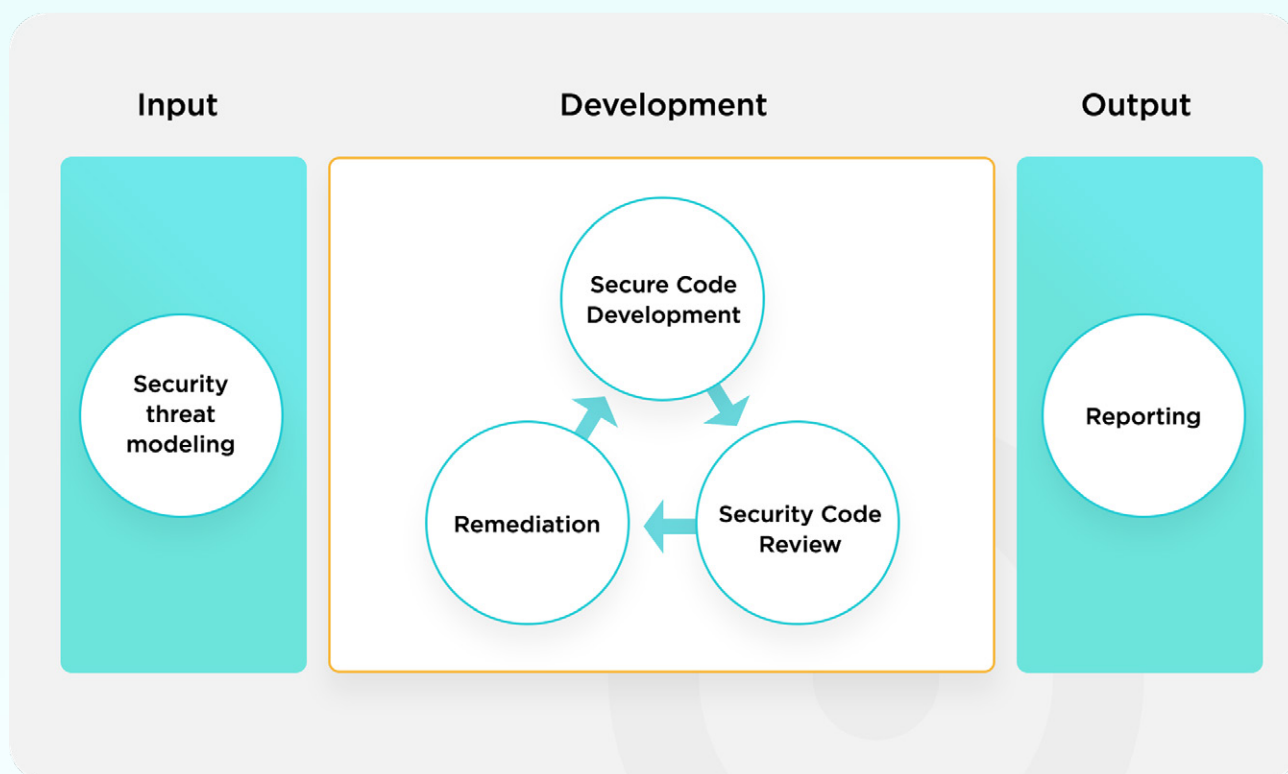 Input
Development
Output
Security
threat
modeling
Secure Code
Development
Security Code
Review
Remediation
Reporting